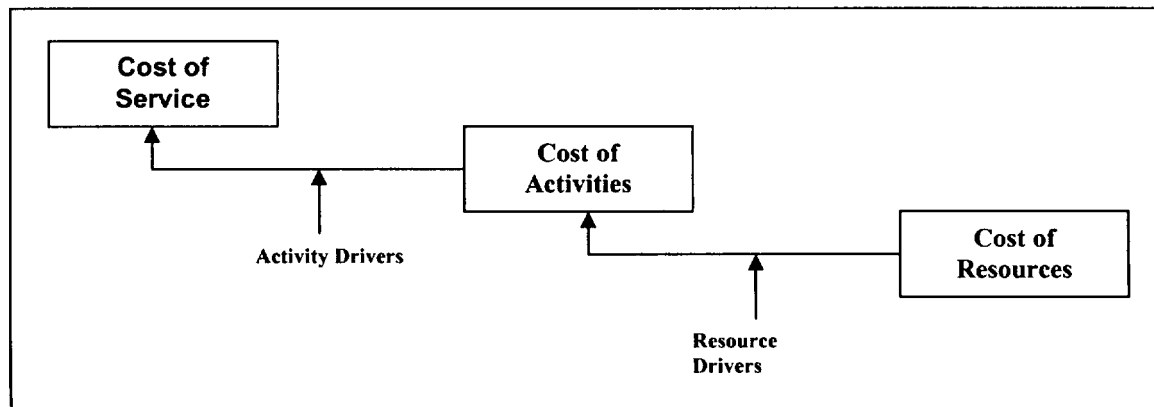 Cost of
Service
Cost of
Activities
Activity Drivers
Cost of
Resources
Resource
Drivers